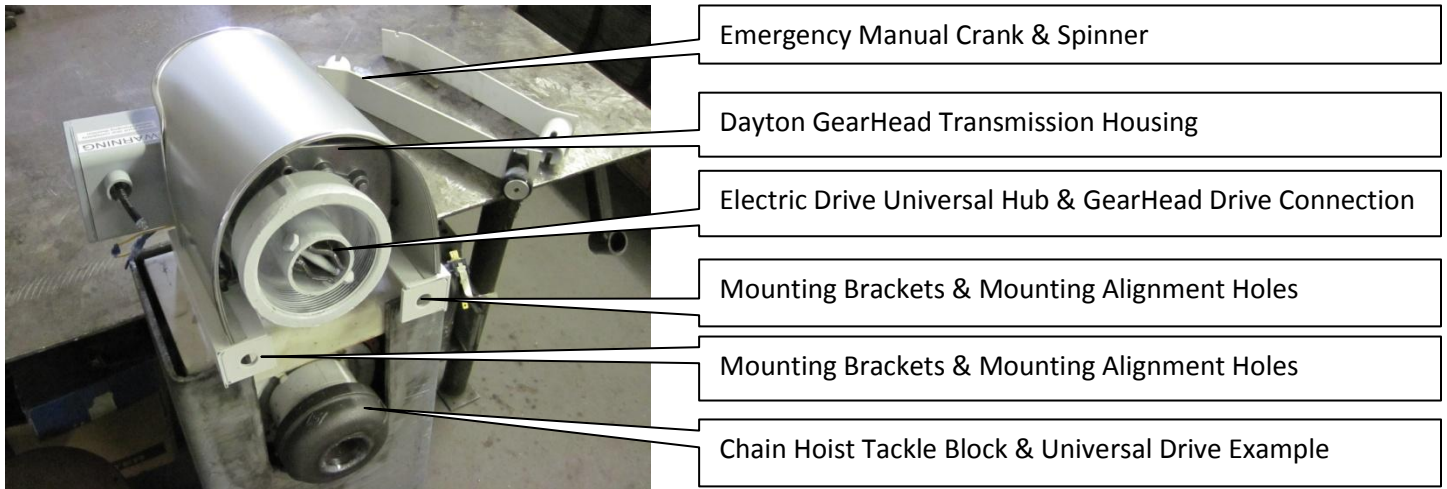 Emergency Manual Crank & Spinner
Dayton GearHead Transmission Housing
WARNING
Electric Drive Universal Hub & GearHead Drive Connection
Mounting Brackets & Mounting Alignment Holes
Mounting Brackets & Mounting Alignment Holes
Chain Hoist Tackle Block & Universal Drive Example